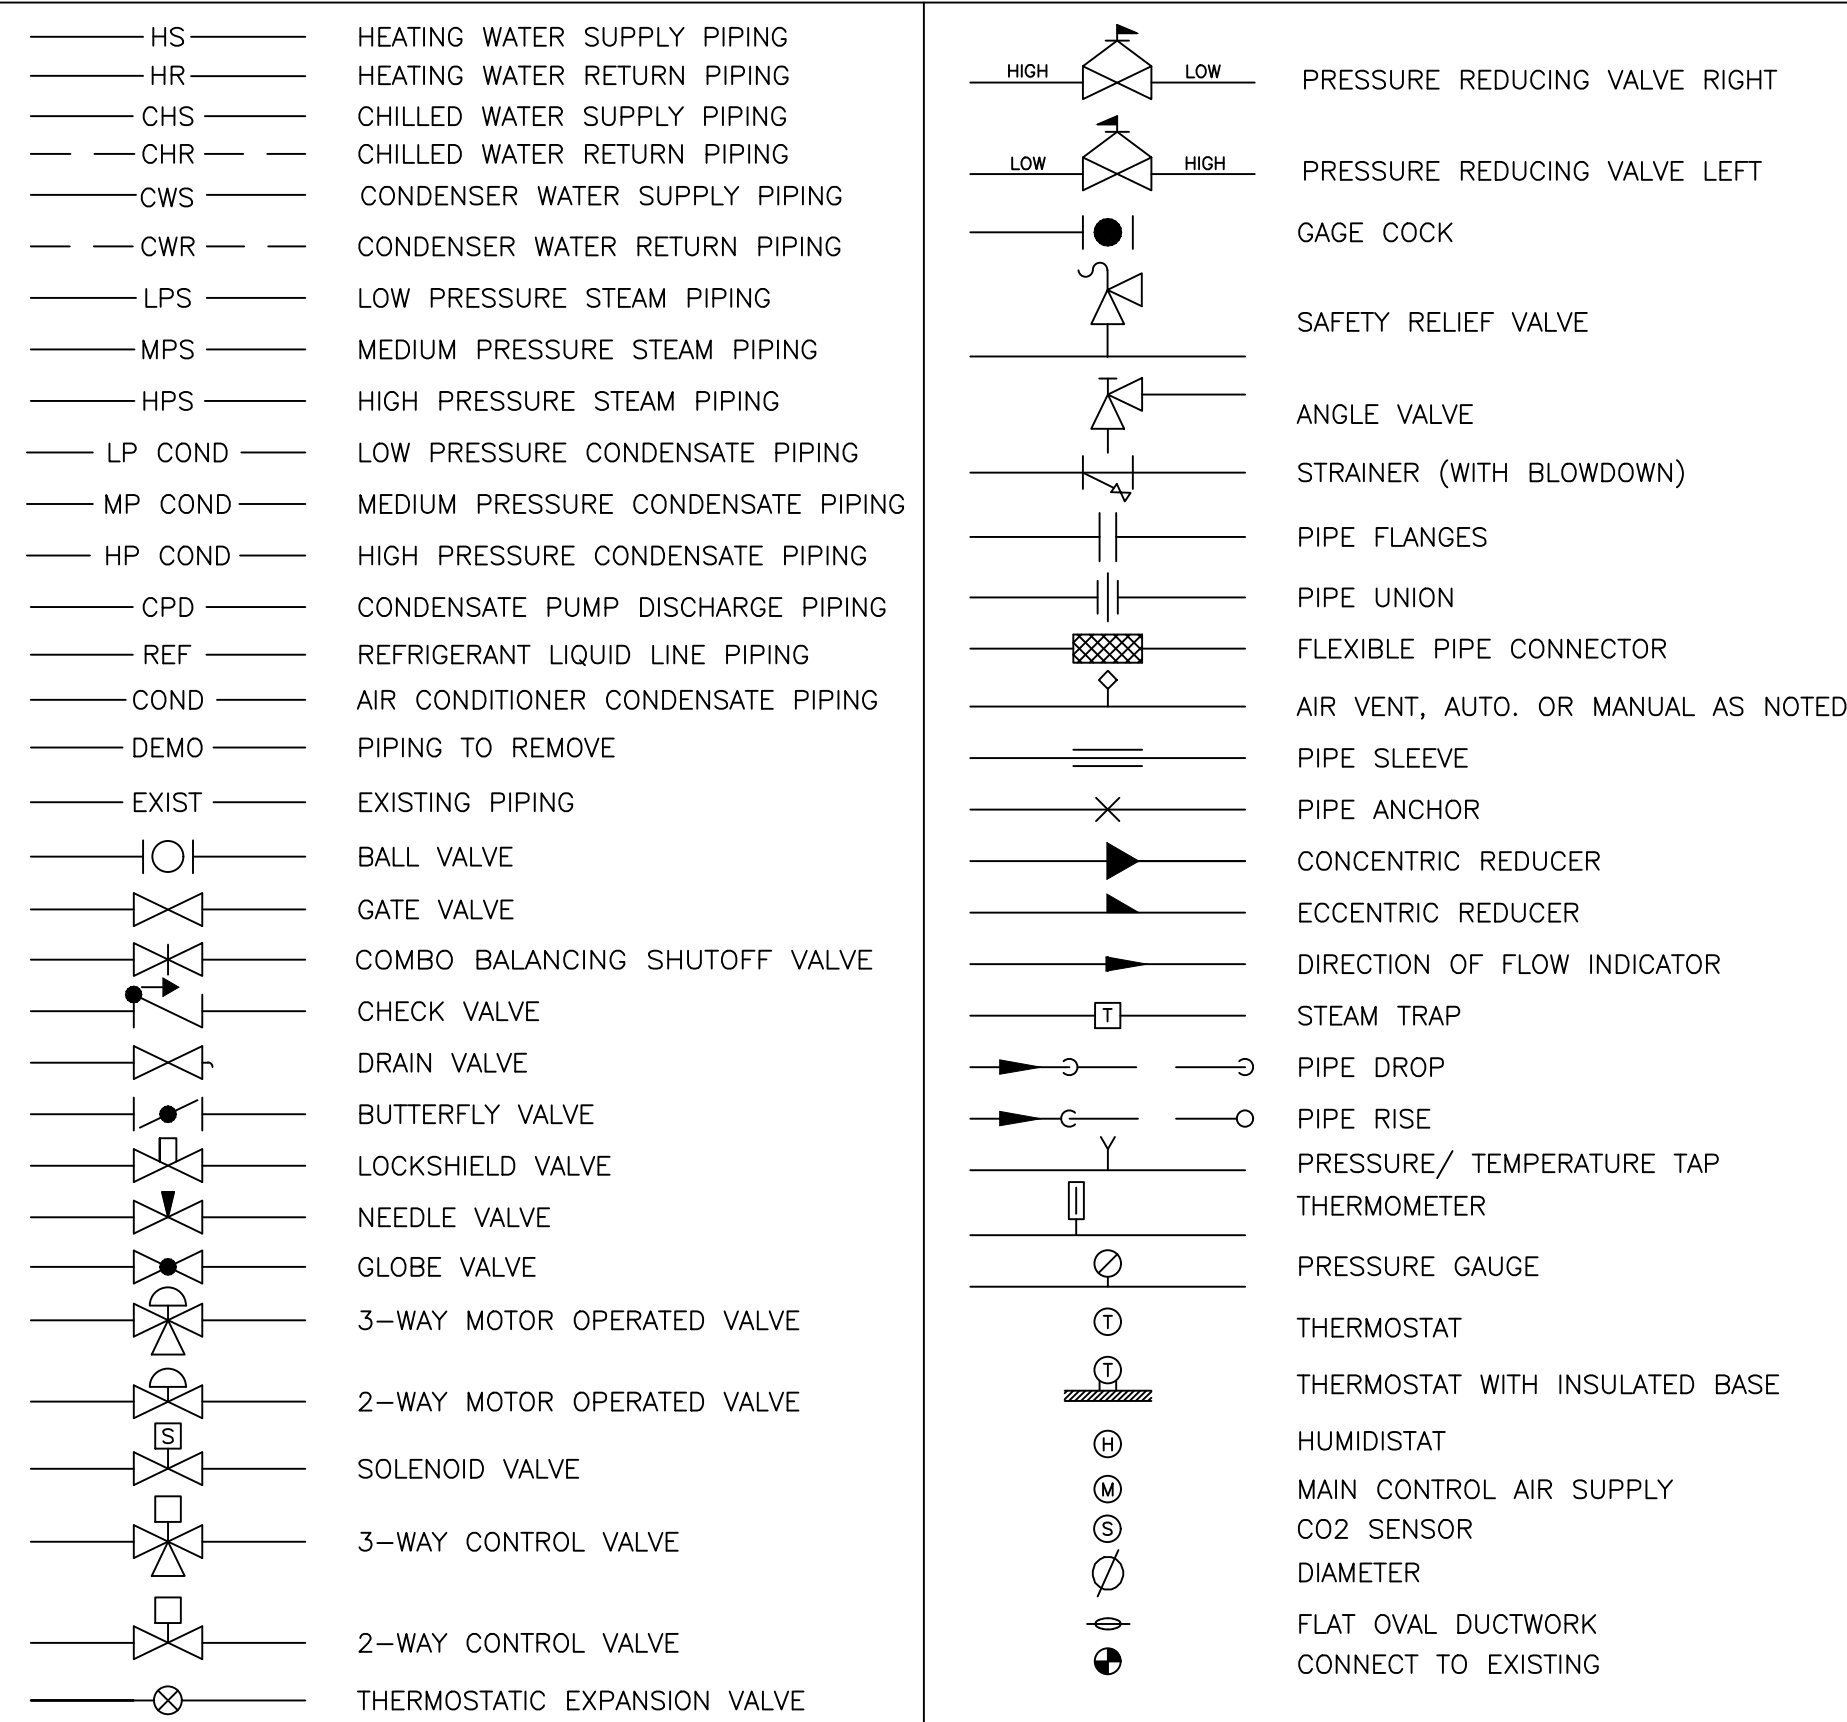 HS HEATING WATER SUPPLY PIPING
HR HEATING WATER RETURN PIPING
CHS CHILLED WATER SUPPLY PIPING
CHR CHILLED WATER RETURN PIPING
CWS CONDENSER WATER SUPPLY PIPING
CWR CONDENSER WATER RETURN PIPING
LPS LOW PRESSURE STEAM PIPING
MPS MEDIUM PRESSURE STEAM PIPING
HPS HIGH PRESSURE STEAM PIPING
LP COND LOW PRESSURE CONDENSATE PIPING
MP COND MEDIUM PRESSURE CONDENSATE PIPING
HP COND HIGH PRESSURE CONDENSATE PIPING
CPD CONDENSATE PUMP DISCHARGE PIPING
REF REFRIGERANT LIQUID LINE PIPING
COND AIR CONDITIONER CONDENSATE PIPING
DEMO PIPING TO REMOVE
EXIST EXISTING PIPING
BALL VALVE
GATE VALVE
COMBO BALANCING SHUTOFF VALVE
CHECK VALVE
DRAIN VALVE
BUTTERFLY VALVE
LOCKSHIELD VALVE
NEEDLE VALVE
GLOBE VALVE
3-WAY MOTOR OPERATED VALVE
2-WAY MOTOR OPERATED VALVE
S SOLENOID VALVE
3-WAY CONTROL VALVE
2-WAY CONTROL VALVE
THERMOSTATIC EXPANSION VALVE
HIGH LOW PRESSURE REDUCING VALVE RIGHT
LOW HIGH PRESSURE REDUCING VALVE LEFT
GAGE COCK
SAFETY RELIEF VALVE
ANGLE VALVE
STRAINER (WITH BLOWDOWN)
PIPE FLANGES
PIPE UNION
FLEXIBLE PIPE CONNECTOR
AIR VENT, AUTO. OR MANUAL AS NOTED
PIPE SLEEVE
PIPE ANCHOR
CONCENTRIC REDUCER
ECCENTRIC REDUCER
DIRECTION OF FLOW INDICATOR
T STEAM TRAP
PIPE DROP
PIPE RISE
PRESSURE/ TEMPERATURE TAP
THERMOMETER
PRESSURE GAUGE
T THERMOSTAT
T THERMOSTAT WITH INSULATED BASE
H HUMIDISTAT
M MAIN CONTROL AIR SUPPLY
S CO2 SENSOR
DIAMETER
FLAT OVAL DUCTWORK
CONNECT TO EXISTING